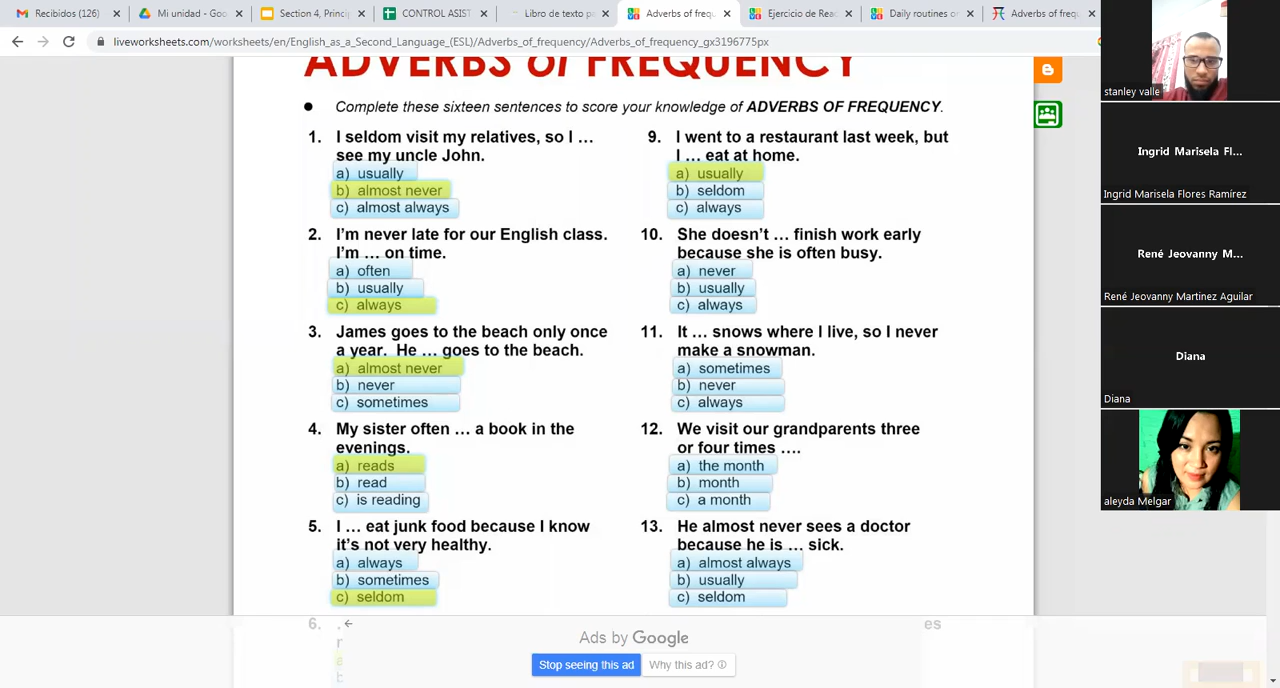 Recibidos (126)
Mi unidad - Goo
Section 4, Princi
CONTROL ASIST
Libro de texto pe
Adverbs of frequ
Ejercicio de Rea
Daily routines or
Adverbs of frequ
liveworksheets.com/worksheets/en/English_as_a_Second_Language_(ESL)/Adverbs_of_frequency/Adverbs_of_frequency_gx3196775px
ADVERBS of FREQUENCY
Complete these sixteen sentences to score your knowledge of ADVERBS OF FREQUENCY.
1. I seldom visit my relatives, so I …
see my uncle John.
a) usually
b) almost never
c) almost always
2. I’m never late for our English class.
I’m … on time.
a) often
b) usually
c) always
3. James goes to the beach only once
a year. He … goes to the beach.
a) almost never
b) never
c) sometimes
4. My sister often … a book in the
evenings.
a) reads
b) read
c) is reading
5. I … eat junk food because I know
it’s not very healthy.
a) always
b) sometimes
c) seldom
6. .
9. I went to a restaurant last week, but
I … eat at home.
a) usually
b) seldom
c) always
10. She doesn’t … finish work early
because she is often busy.
a) never
b) usually
c) always
11. It … snows where I live, so I never
make a snowman.
a) sometimes
b) never
c) always
12. We visit our grandparents three
or four times ….
a) the month
b) month
c) a month
13. He almost never sees a doctor
because he is … sick.
a) almost always
b) usually
c) seldom
es
Ads by Google
Stop seeing this ad
Why this ad?
stanley valle
Ingrid Marisela Fl...
Ingrid Marisela Flores Ramírez
René Jeovanny M...
René Jeovanny Martinez Aguilar
Diana
Diana
aleyda Melgar